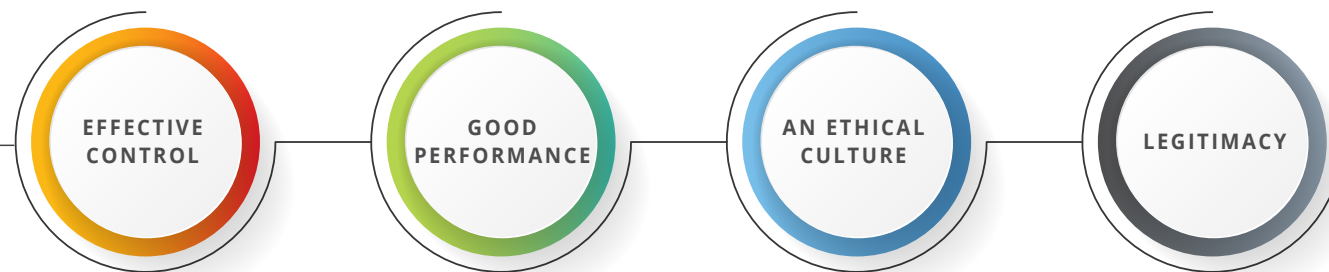 EFFECTIVE
CONTROL
GOOD
PERFORMANCE
AN ETHICAL
CULTURE
LEGITIMACY